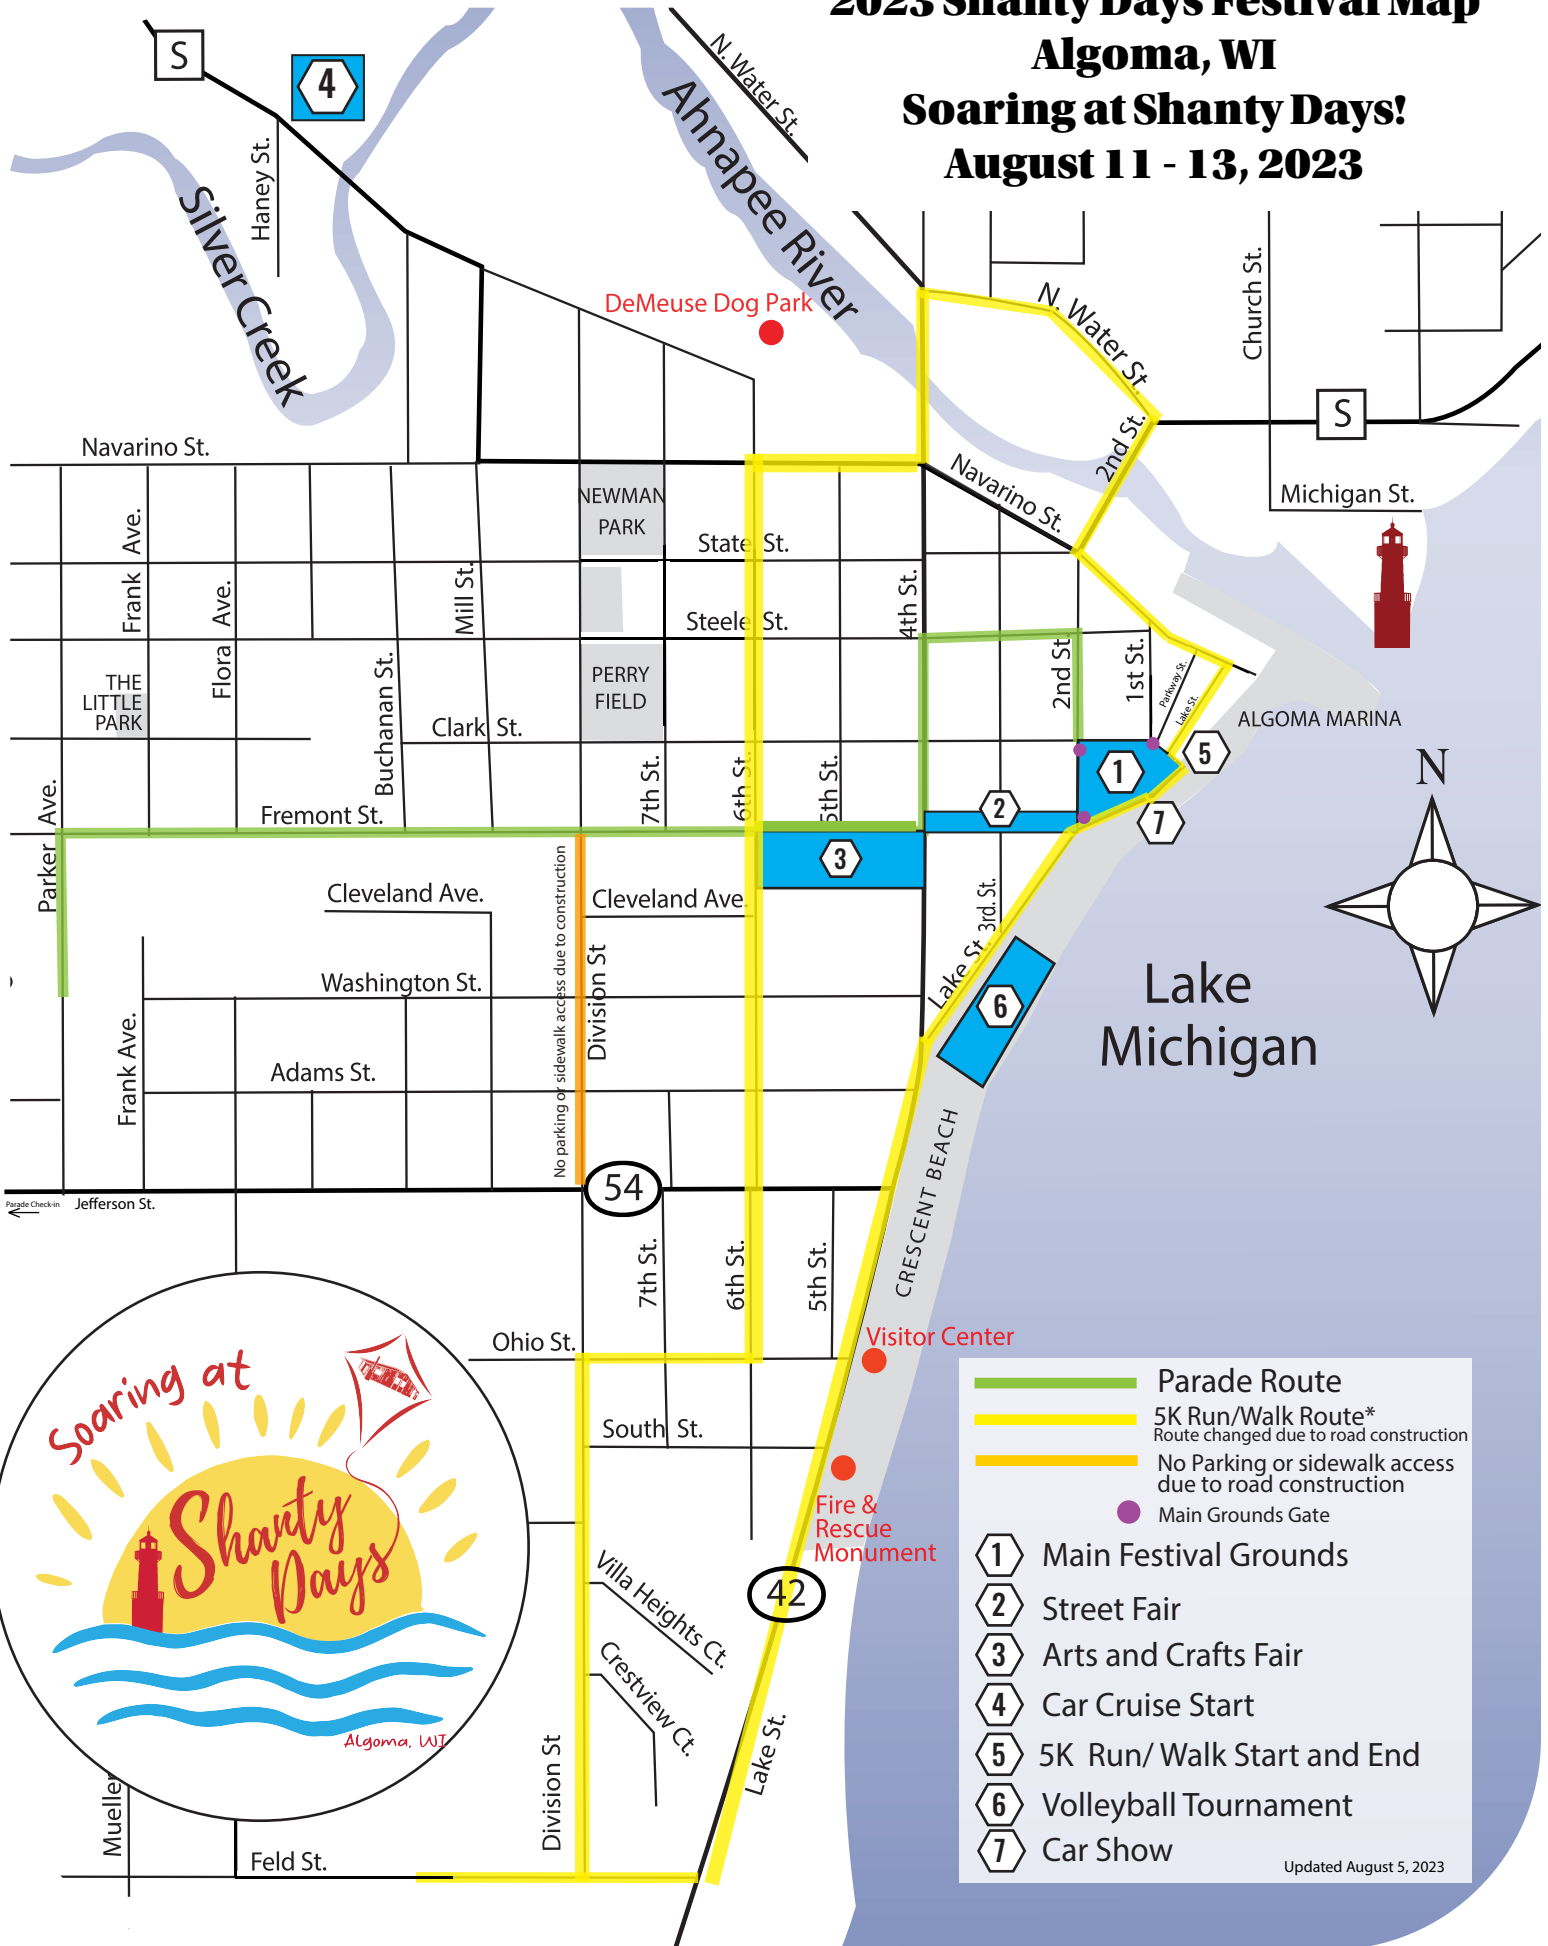 2023 Shanty Days Festival Map
Algoma, WI
Soaring at Shanty Days!
August 11 - 13, 2023
S
4
N. Water St.
Ahnapee River
Haney St.
Silver Creek
DeMeuse Dog Park
N. Water St.
Church St.
S
2nd St.
Navarino St.
Navarino St.
Michigan St.
NEWMAN
PARK
State St.
Frank Ave.
Flora Ave.
Mill St.
4th St.
Steele St.
THE
LITTLE
PARK
PERRY
FIELD
Buchanan St.
Clark St.
2nd St.
1st St.
Parkway St.
Lake St.
ALGOMA MARINA
5
1
N
7th St.
6th St.
5th St.
Parker Ave.
Fremont St.
2
7
3
Cleveland Ave.
Cleveland Ave.
No parking or sidewalk access due to construction
Division St
3rd. St.
Lake St.
6
Washington St.
Lake
Michigan
Frank Ave.
Adams St.
CRESCENT BEACH
54
Parade Check-in
Jefferson St.
7th St.
6th St.
5th St.
Ohio St.
Visitor Center
South St.
Fire &
Rescue
Monument
Soaring at
Shanty
Days
Algoma, WI
Villa Heights Ct.
42
Crestview Ct.
Lake St.
Division St
Mueller
Feld St.
Parade Route
5K Run/Walk Route*
Route changed due to road construction
No Parking or sidewalk access
due to road construction
Main Grounds Gate
1 Main Festival Grounds
2 Street Fair
3 Arts and Crafts Fair
4 Car Cruise Start
5 5K Run/ Walk Start and End
6 Volleyball Tournament
7 Car Show
Updated August 5, 2023